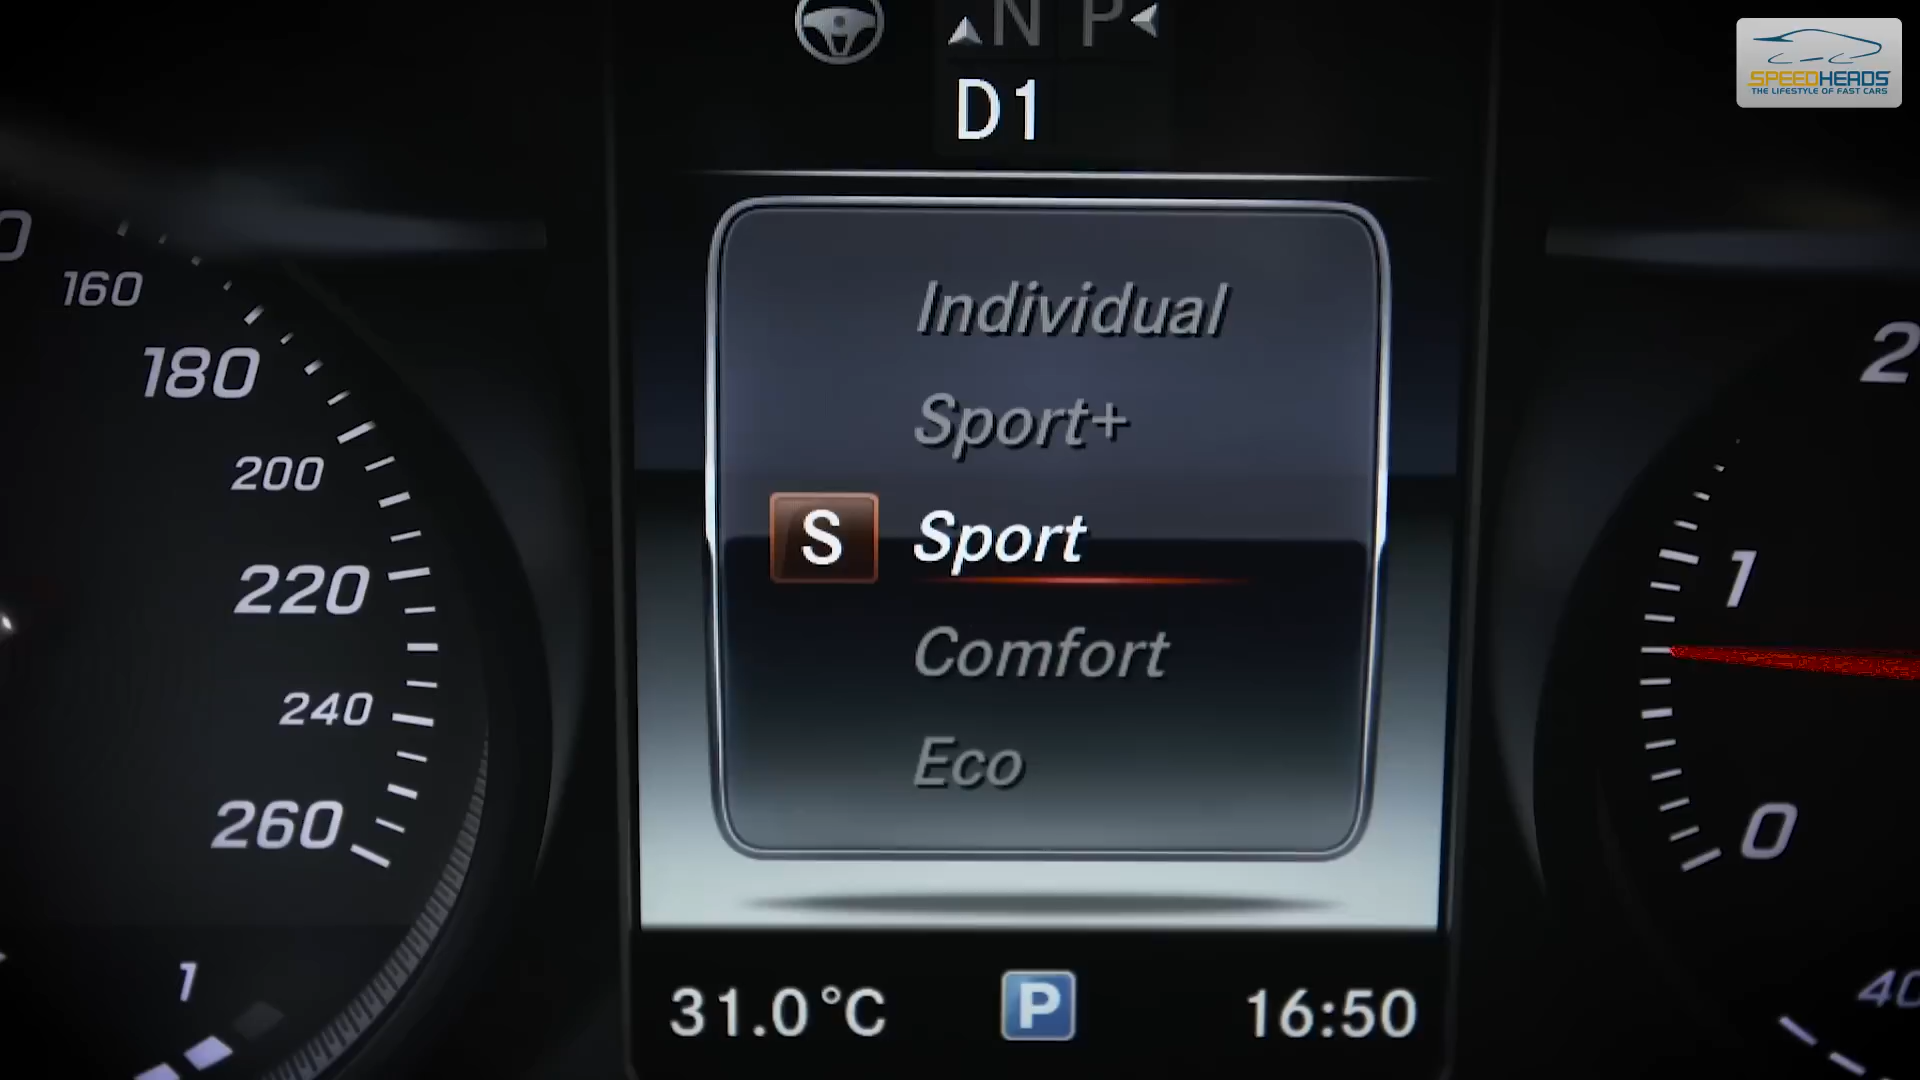 N P
D1
Individual
Sport+
S Sport
Comfort
Eco
31.0°C P 16:50
160
180
200
220
240
260
1
2
1
0
SPEEDHEADS
THE LIFESTYLE OF FAST CARS